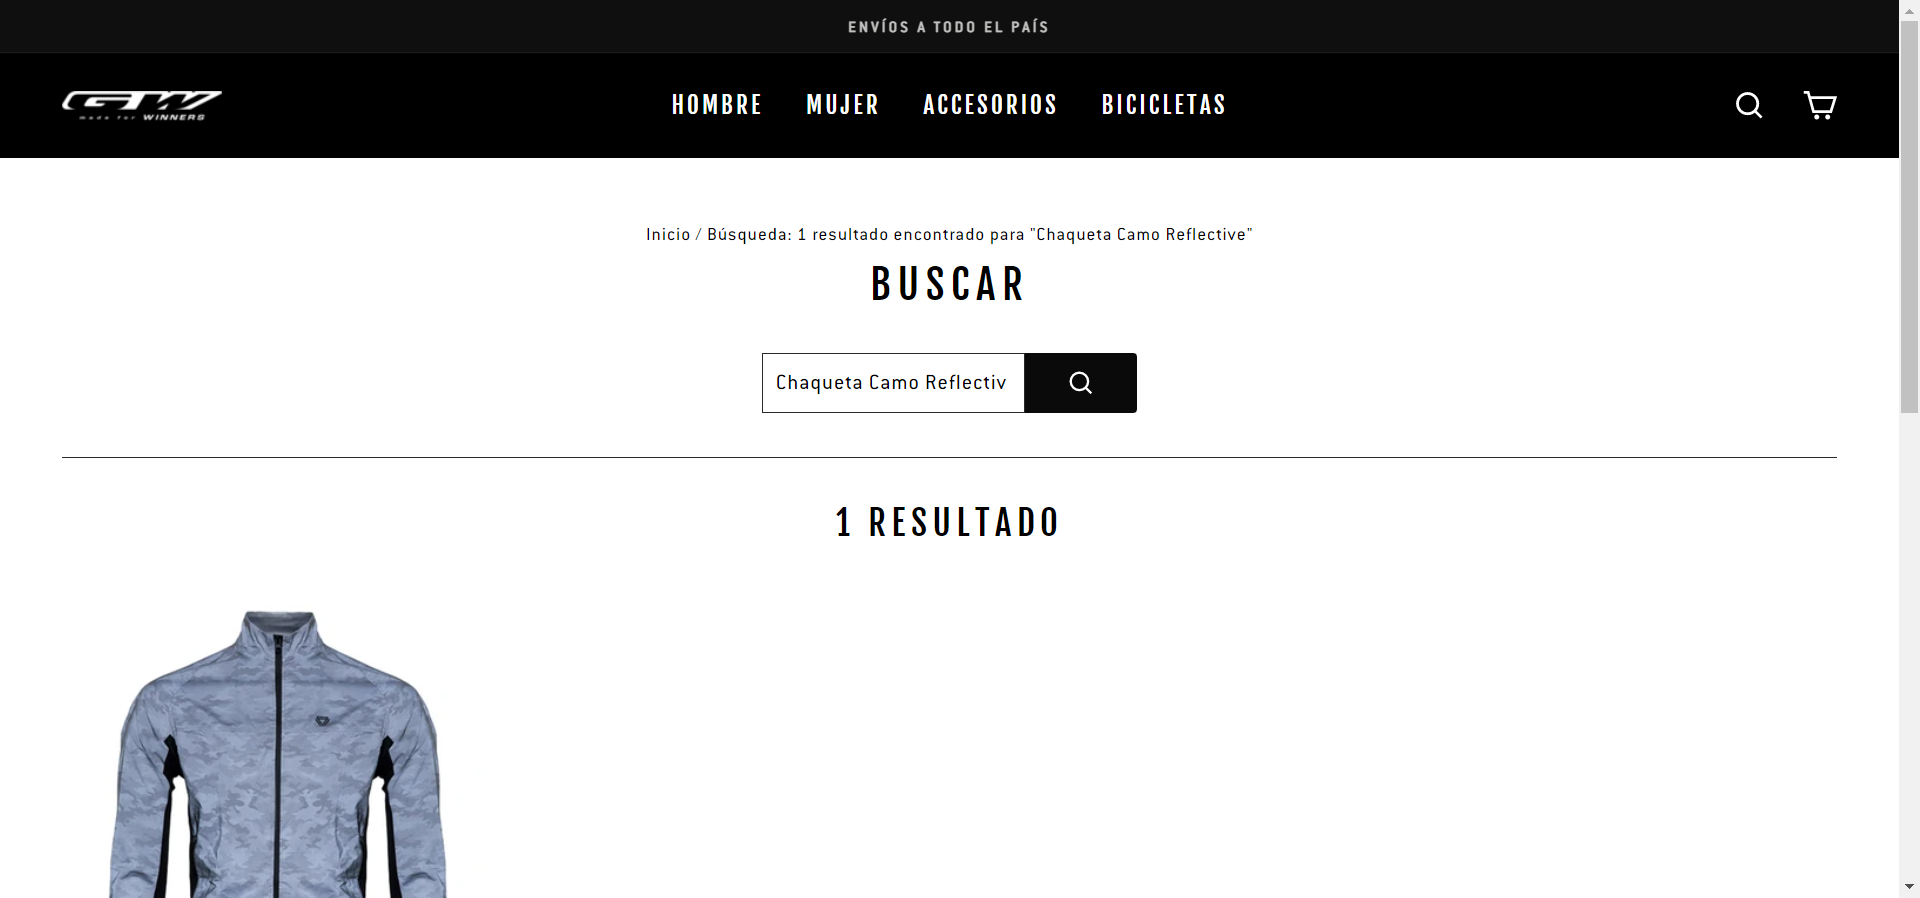 ENVÍOS A TODO EL PAÍS
GW
made for WINNERS
HOMBRE MUJER ACCESORIOS BICICLETAS
Inicio / Búsqueda: 1 resultado encontrado para "Chaqueta Camo Reflective"
BUSCAR
Chaqueta Camo Reflectiv
1 RESULTADO